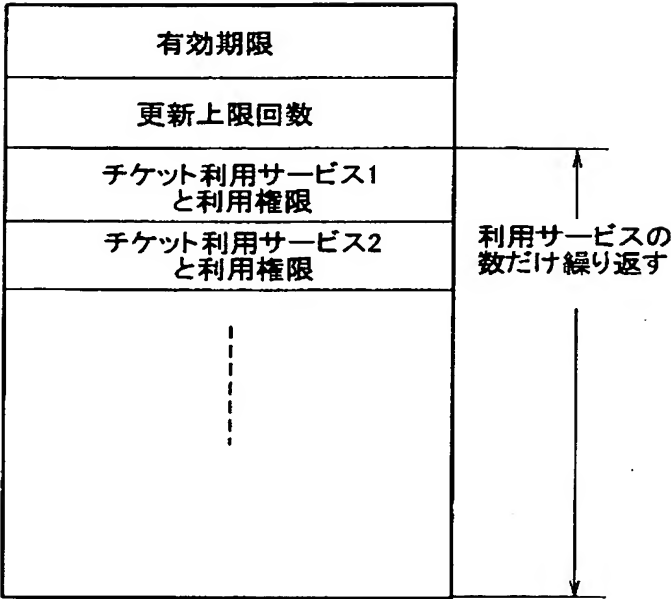 有効期限
更新上限回数
チケット利用サービス1
と利用権限
チケット利用サービス2
と利用権限
利用サービスの
数だけ繰り返す